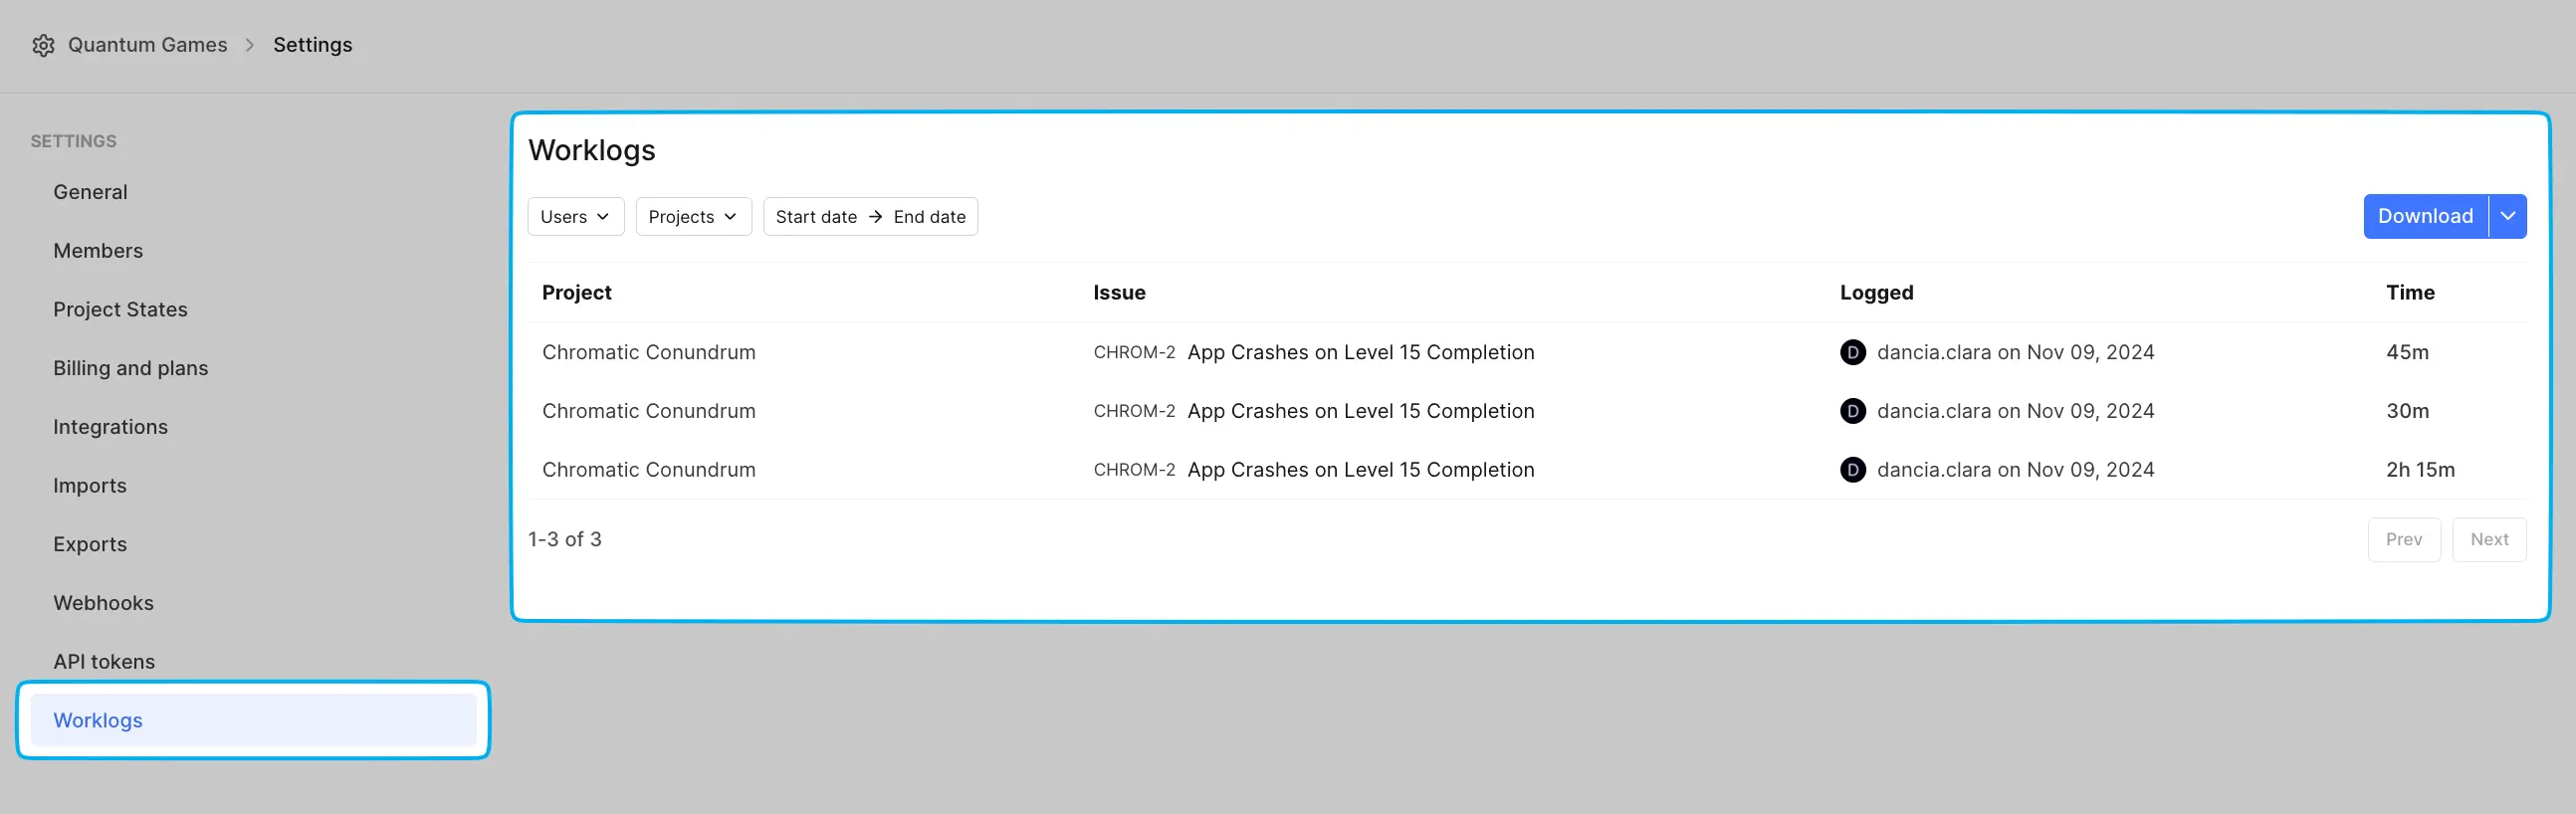 Quantum Games > Settings
SETTINGS
General
Members
Project States
Billing and plans
Integrations
Imports
Exports
Webhooks
API tokens
Worklogs
Worklogs
Users Projects Start date → End date Download
Project Issue Logged Time
Chromatic Conundrum CHROM-2 App Crashes on Level 15 Completion D dancia.clara on Nov 09, 2024 45m
Chromatic Conundrum CHROM-2 App Crashes on Level 15 Completion D dancia.clara on Nov 09, 2024 30m
Chromatic Conundrum CHROM-2 App Crashes on Level 15 Completion D dancia.clara on Nov 09, 2024 2h 15m
1-3 of 3 Prev Next